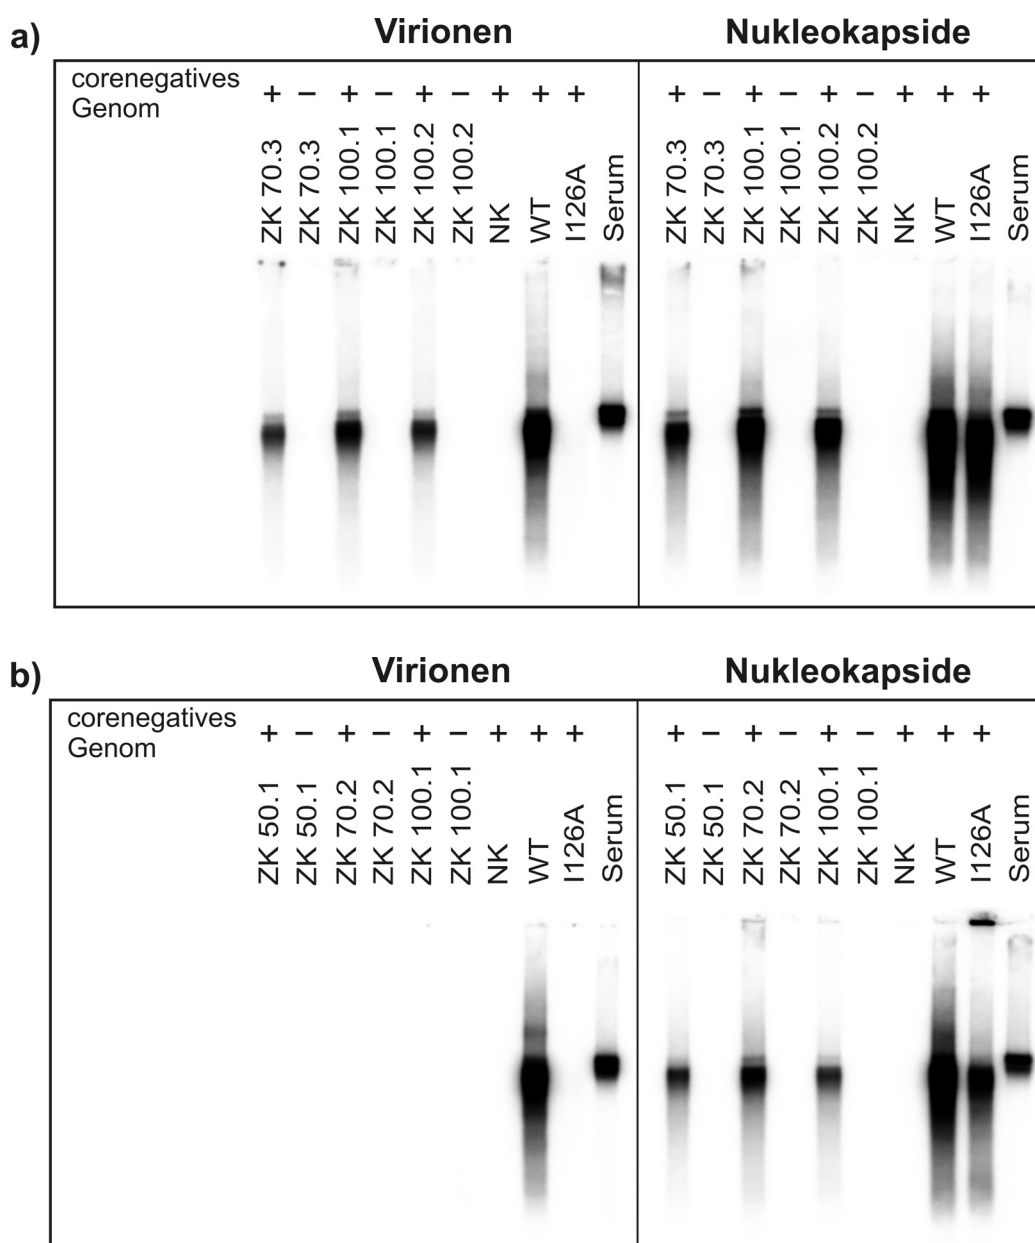 a)
Virionen
Nukleokapside
corenegatives
Genom
+ − + − + − + + +
+ − + − + − + + +
ZK 70.3
ZK 70.3
ZK 100.1
ZK 100.1
ZK 100.2
ZK 100.2
NK
WT
I126A
Serum
ZK 70.3
ZK 70.3
ZK 100.1
ZK 100.1
ZK 100.2
ZK 100.2
NK
WT
I126A
Serum
b)
Virionen
Nukleokapside
corenegatives
Genom
+ − + − + − + + +
+ − + − + − + + +
ZK 50.1
ZK 50.1
ZK 70.2
ZK 70.2
ZK 100.1
ZK 100.1
NK
WT
I126A
Serum
ZK 50.1
ZK 50.1
ZK 70.2
ZK 70.2
ZK 100.1
ZK 100.1
NK
WT
I126A
Serum